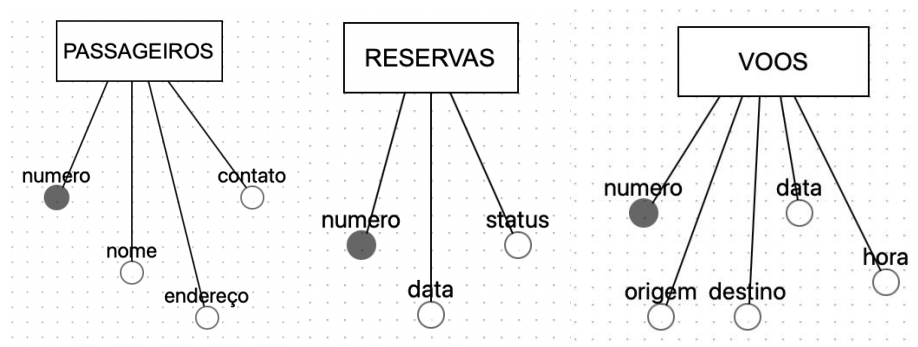 PASSAGEIROS
numero
contato
nome
endereço
RESERVAS
numero
status
data
VOOS
numero
data
hora
origem
destino